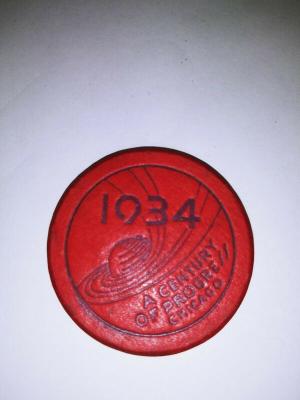 1934
A CENTURY
OF PROGRESS
CHICAGO